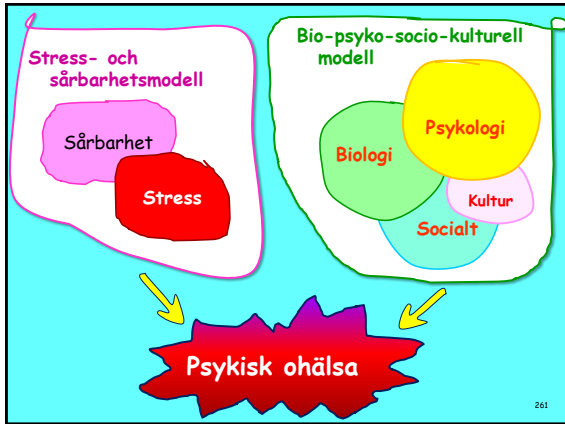 Stress- och
sårbarhetsmodell
Sårbarhet
Stress
Bio-psyko-socio-kulturell
modell
Psykologi
Biologi
Kultur
Socialt
Psykisk ohälsa
261